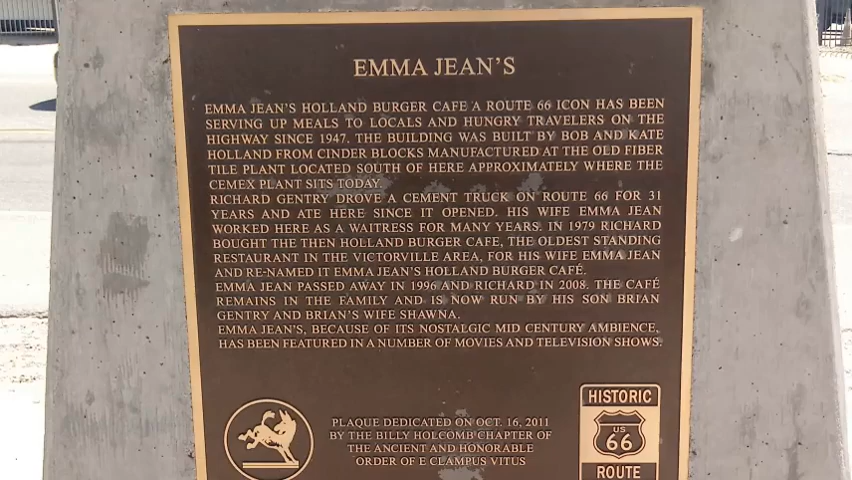 EMMA JEAN'S
EMMA JEAN'S HOLLAND BURGER CAFE A ROUTE 66 ICON HAS BEEN
SERVING UP MEALS TO LOCALS AND HUNGRY TRAVELERS ON THE
HIGHWAY SINCE 1947. THE BUILDING WAS BUILT BY BOB AND KATE
HOLLAND FROM CINDER BLOCKS MANUFACTURED AT THE OLD FIBER
TILE PLANT LOCATED SOUTH OF HERE APPROXIMATELY WHERE THE
CEMEX PLANT SITS TODAY.
RICHARD GENTRY DROVE A CEMENT TRUCK ON ROUTE 66 FOR 31
YEARS AND ATE HERE SINCE IT OPENED. HIS WIFE EMMA JEAN
WORKED HERE AS A WAITRESS FOR MANY YEARS. IN 1979 RICHARD
BOUGHT THE THEN HOLLAND BURGER CAFE, THE OLDEST STANDING
RESTAURANT IN THE VICTORVILLE AREA, FOR HIS WIFE EMMA JEAN
AND RE-NAMED IT EMMA JEAN'S HOLLAND BURGER CAFÉ.
EMMA JEAN PASSED AWAY IN 1996 AND RICHARD IN 2008. THE CAFÉ
REMAINS IN THE FAMILY AND IS NOW RUN BY HIS SON BRIAN
GENTRY AND BRIAN'S WIFE SHAWNA.
EMMA JEAN'S, BECAUSE OF ITS NOSTALGIC MID CENTURY AMBIENCE,
HAS BEEN FEATURED IN A NUMBER OF MOVIES AND TELEVISION SHOWS.
PLAQUE DEDICATED ON OCT. 16, 2011
BY THE BILLY HOLCOMB CHAPTER OF
THE ANCIENT AND HONORABLE
ORDER OF E CLAMPUS VITUS
HISTORIC
US
66
ROUTE